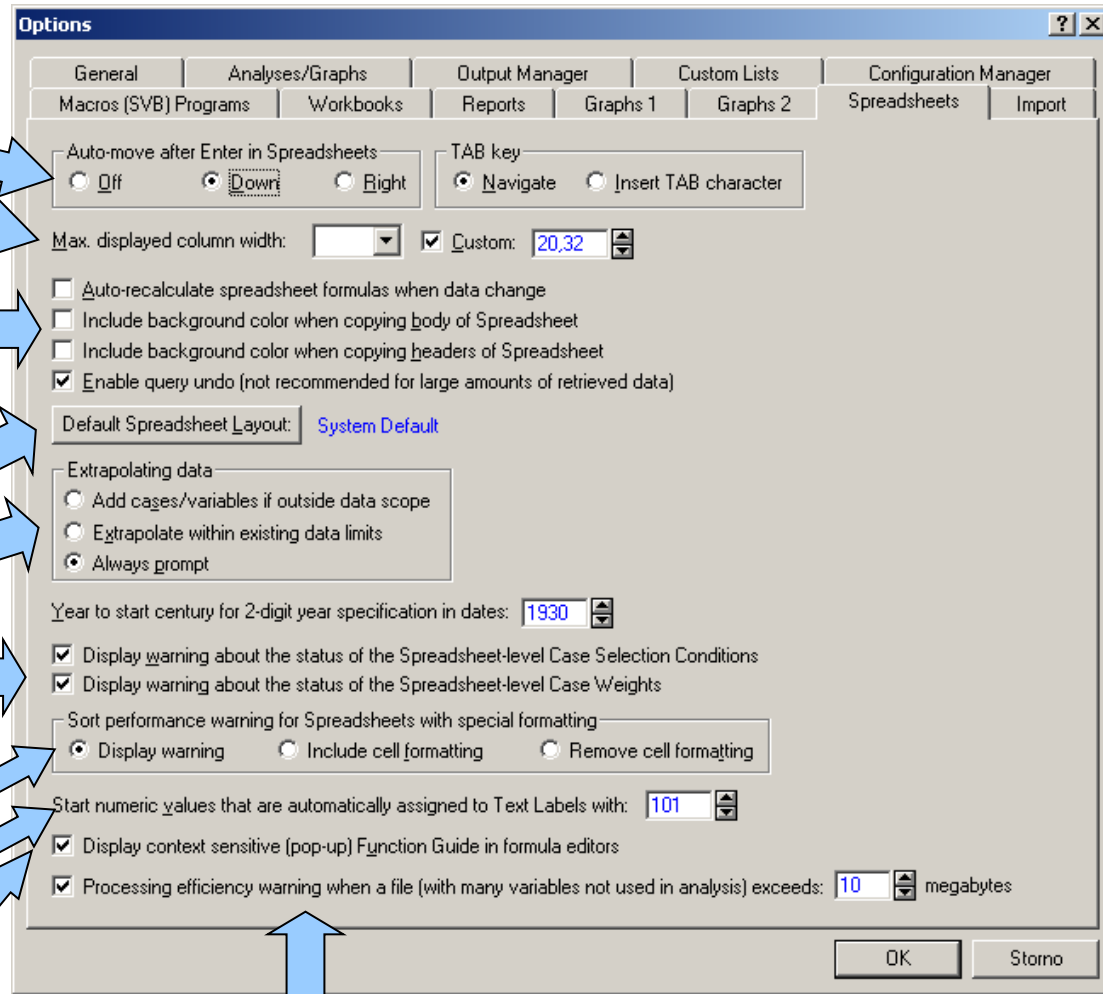 Options
General Analyses/Graphs Output Manager Custom Lists Configuration Manager
Macros (SVB) Programs Workbooks Reports Graphs 1 Graphs 2 Spreadsheets Import
Auto-move after Enter in Spreadsheets TAB key
Off Down Right Navigate Insert TAB character
Max. displayed column width: Custom: 20,32
Auto-recalculate spreadsheet formulas when data change
Include background color when copying body of Spreadsheet
Include background color when copying headers of Spreadsheet
Enable query undo (not recommended for large amounts of retrieved data)
Default Spreadsheet Layout: System Default
Extrapolating data
Add cases/variables if outside data scope
Extrapolate within existing data limits
Always prompt
Year to start century for 2-digit year specification in dates: 1930
Display warning about the status of the Spreadsheet-level Case Selection Conditions
Display warning about the status of the Spreadsheet-level Case Weights
Sort performance warning for Spreadsheets with special formatting
Display warning Include cell formatting Remove cell formatting
Start numeric values that are automatically assigned to Text Labels with: 101
Display context sensitive (pop-up) Function Guide in formula editors
Processing efficiency warning when a file (with many variables not used in analysis) exceeds: 10 megabytes
OK Storno